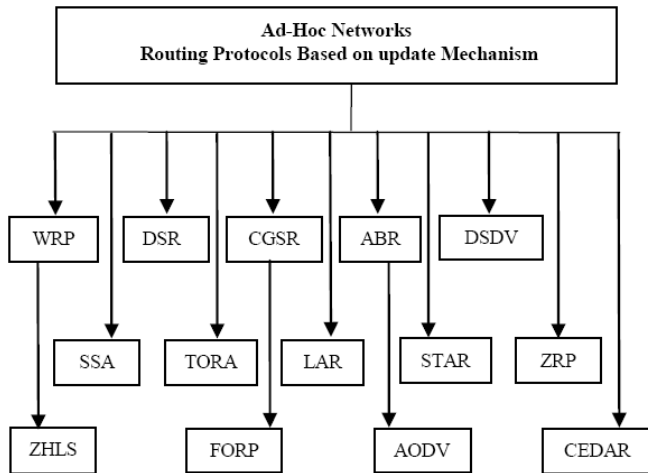 Ad-Hoc Networks
Routing Protocols Based on update Mechanism
WRP
DSR
CGSR
ABR
DSDV
SSA
TORA
LAR
STAR
ZRP
ZHLS
FORP
AODV
CEDAR